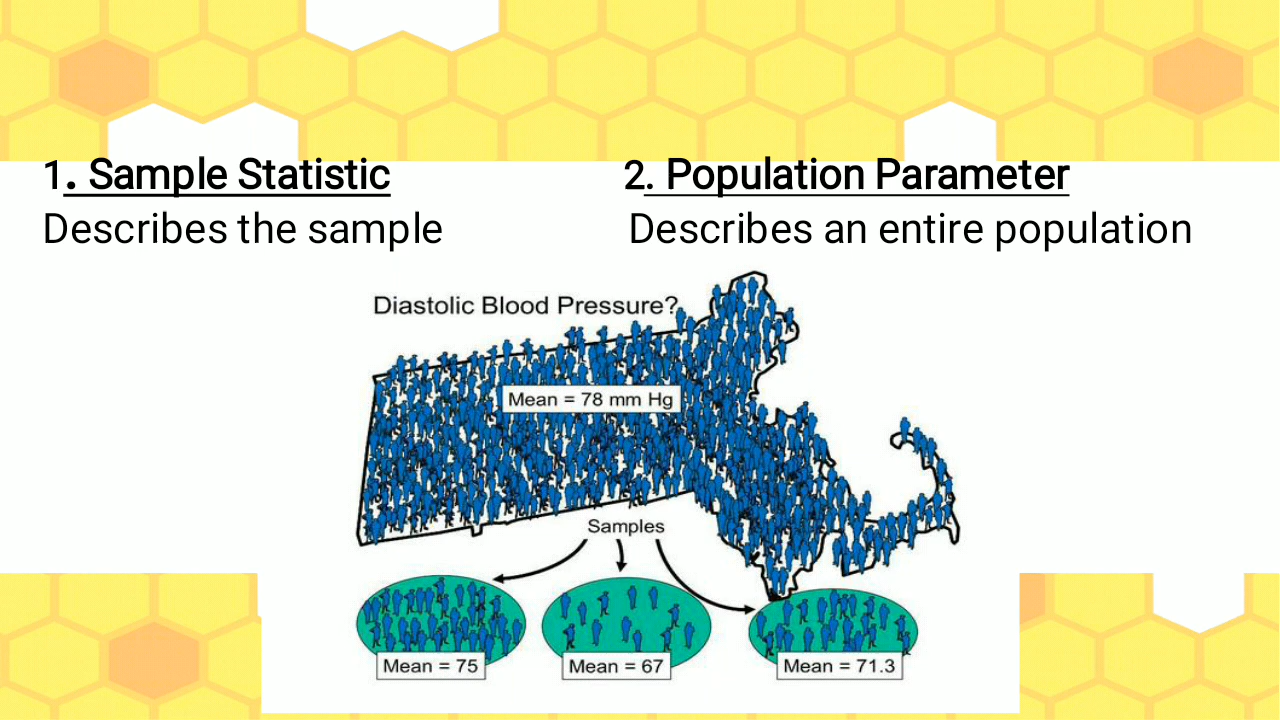 1. Sample Statistic
Describes the sample
2. Population Parameter
Describes an entire population
Diastolic Blood Pressure?
Mean = 78 mm Hg
Samples
Mean = 75
Mean = 67
Mean = 71.3